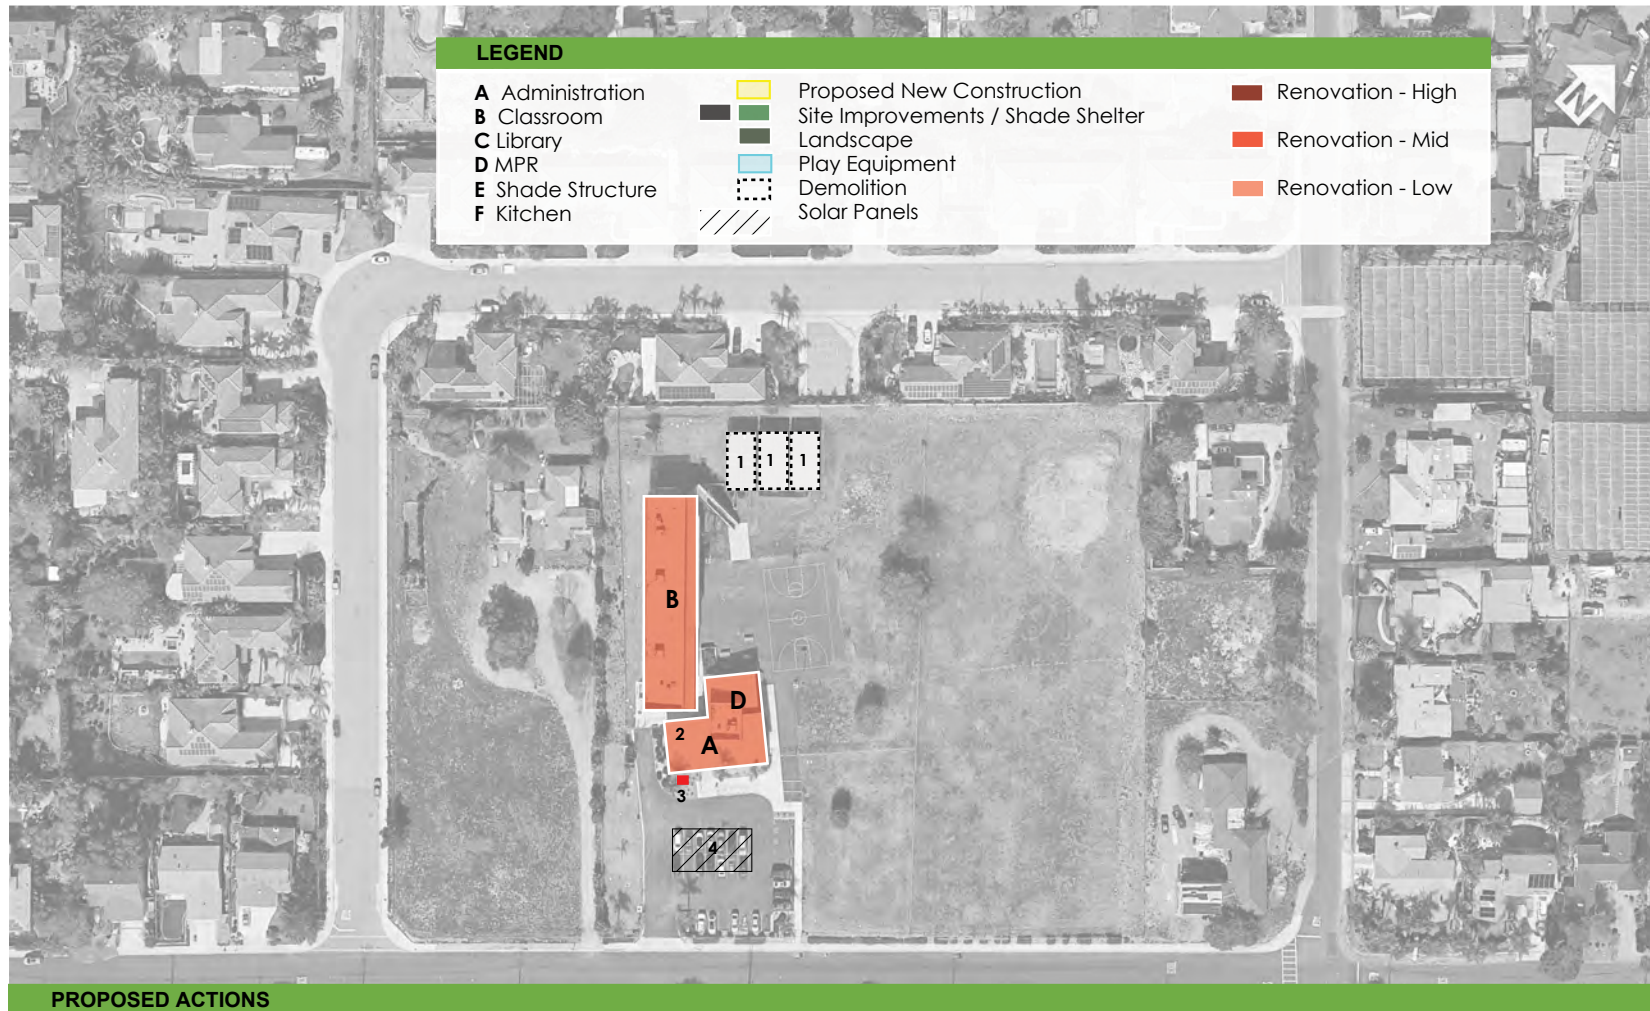 LEGEND
A Administration
B Classroom
C Library
D MPR
E Shade Structure
F Kitchen
Proposed New Construction
Site Improvements / Shade Shelter
Landscape
Play Equipment
Demolition
Solar Panels
Renovation - High
Renovation - Mid
Renovation - Low
N
1 1 1
B
D
2
A
3
4
PROPOSED ACTIONS